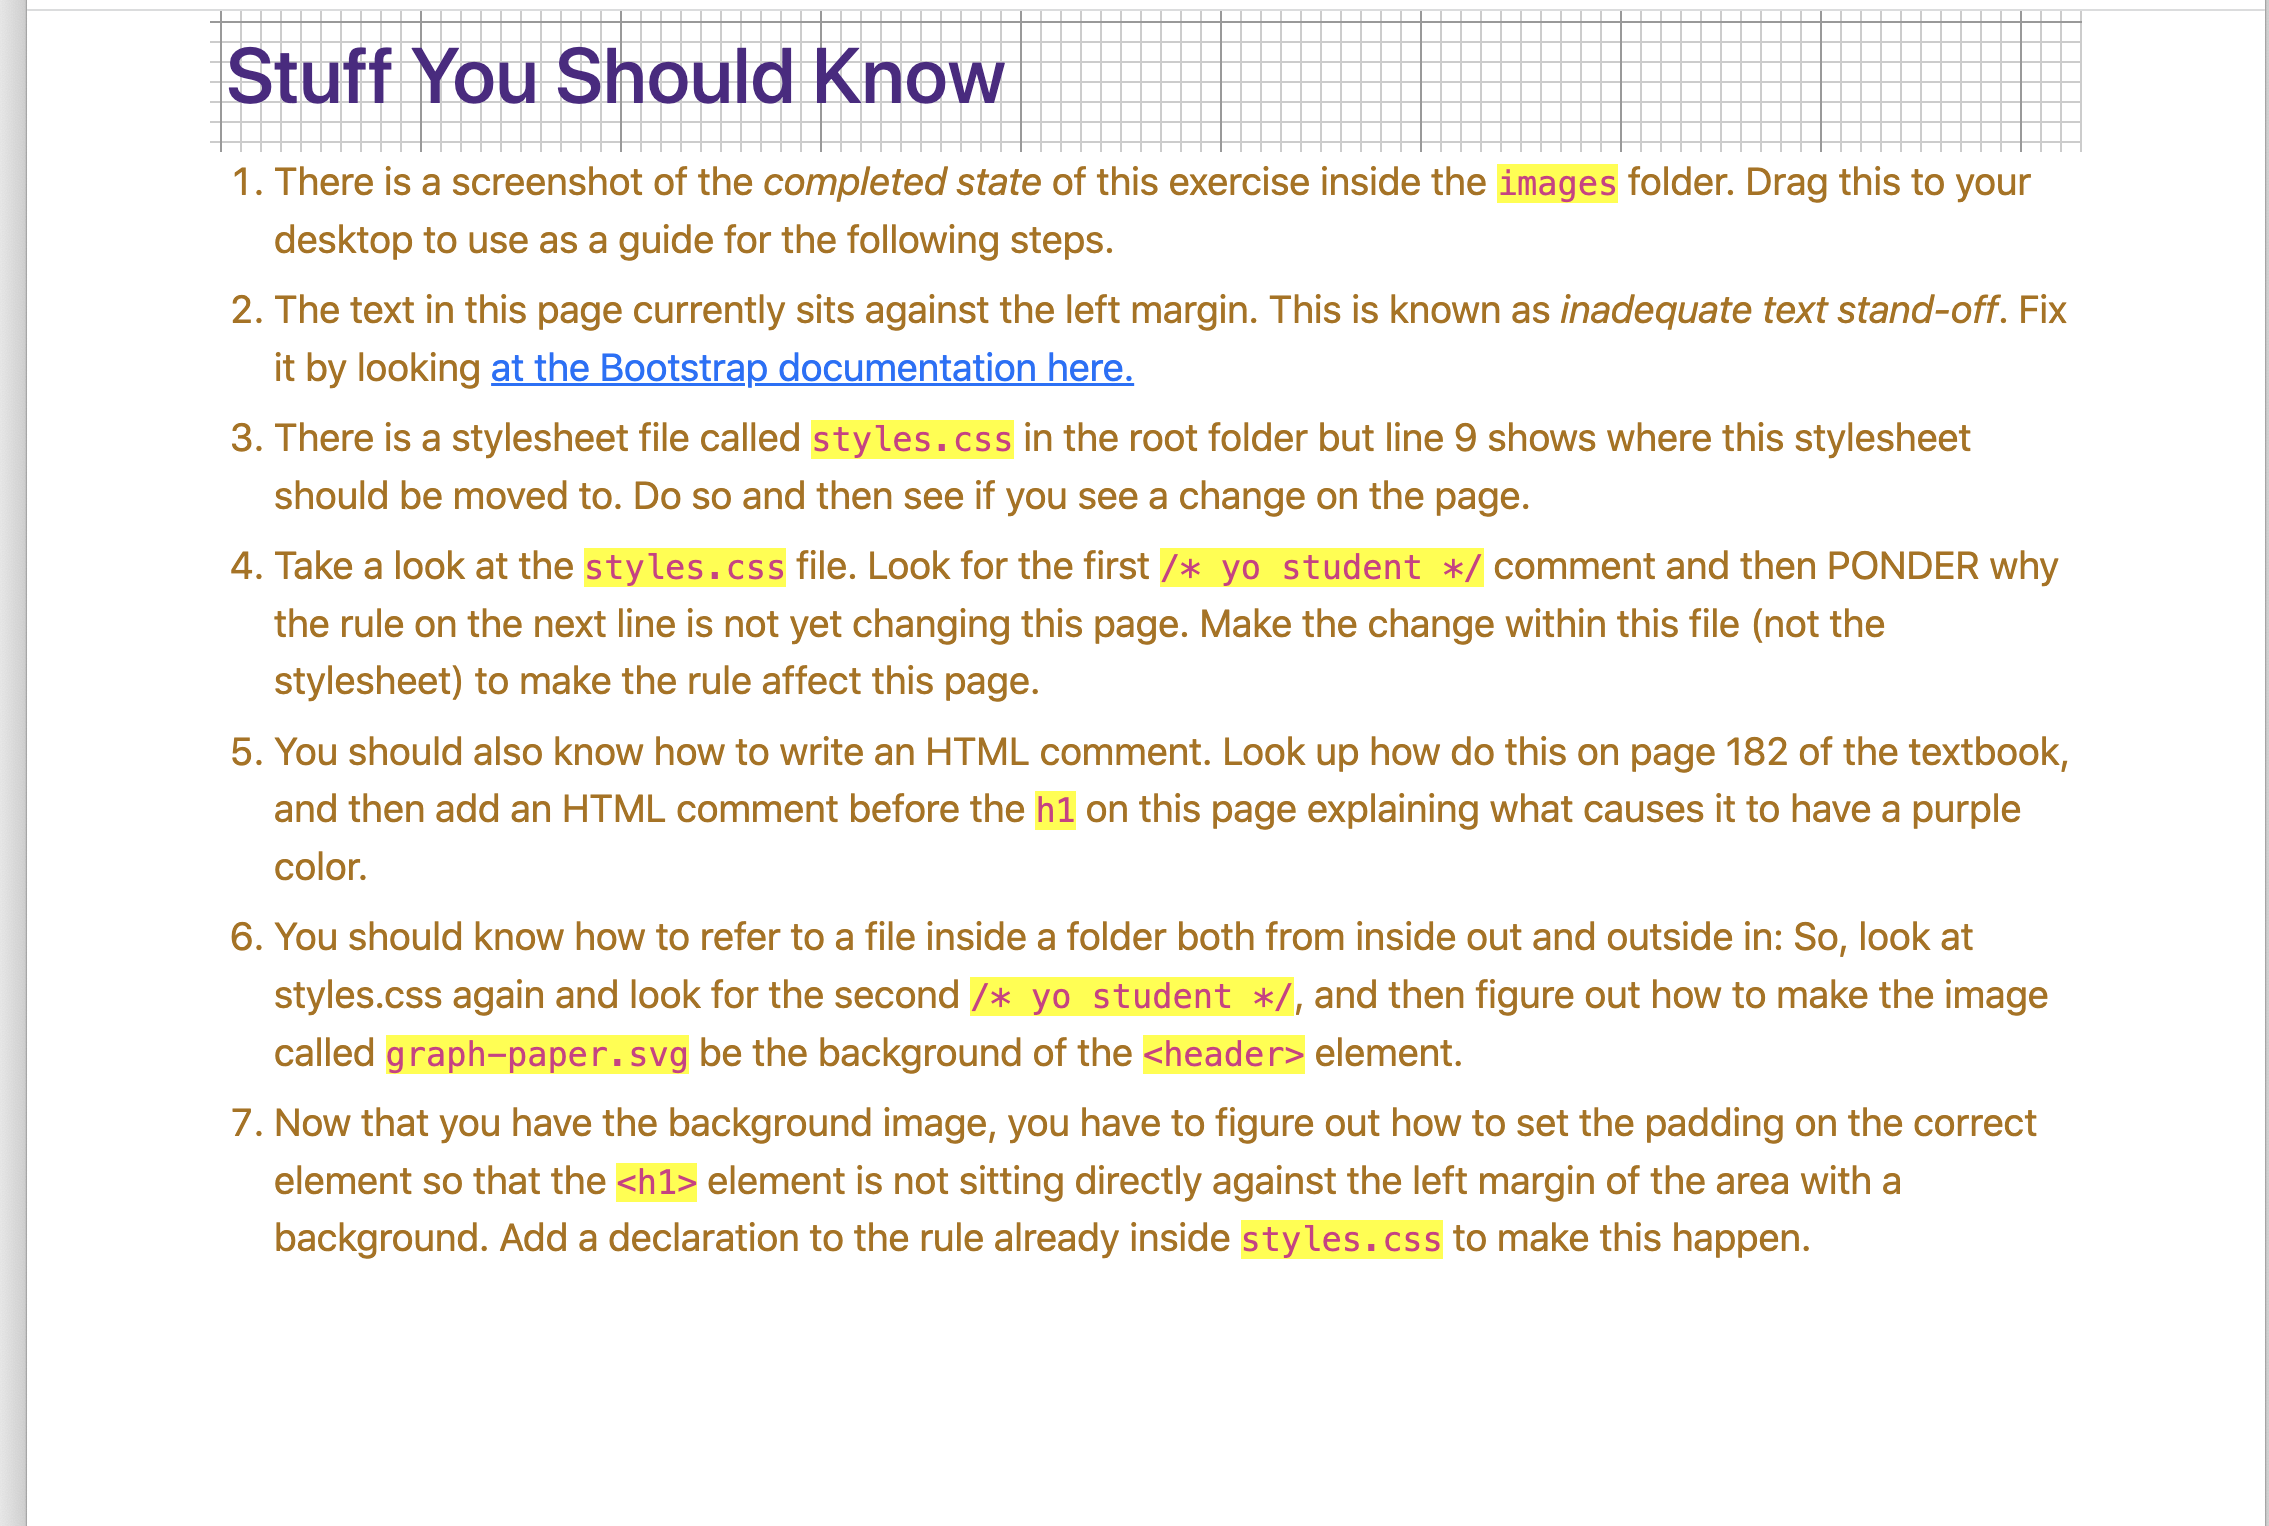 Stuff You Should Know
1. There is a screenshot of the completed state of this exercise inside the images folder. Drag this to your
desktop to use as a guide for the following steps.
2. The text in this page currently sits against the left margin. This is known as inadequate text stand-off. Fix
it by looking at the Bootstrap documentation here.
3. There is a stylesheet file called styles.css in the root folder but line 9 shows where this stylesheet
should be moved to. Do so and then see if you see a change on the page.
4. Take a look at the styles.css file. Look for the first /* yo student */ comment and then PONDER why
the rule on the next line is not yet changing this page. Make the change within this file (not the
stylesheet) to make the rule affect this page.
5. You should also know how to write an HTML comment. Look up how do this on page 182 of the textbook,
and then add an HTML comment before the h1 on this page explaining what causes it to have a purple
color.
6. You should know how to refer to a file inside a folder both from inside out and outside in: So, look at
styles.css again and look for the second /* yo student */, and then figure out how to make the image
called graph-paper.svg be the background of the <header> element.
7. Now that you have the background image, you have to figure out how to set the padding on the correct
element so that the <h1> element is not sitting directly against the left margin of the area with a
background. Add a declaration to the rule already inside styles.css to make this happen.